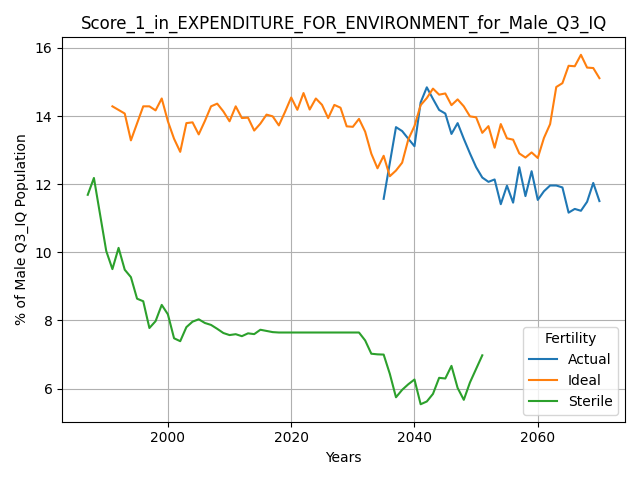 Score_1_in_EXPENDITURE_FOR_ENVIRONMENT_for_Male_Q3_IQ
16
14
12
10
8
6
% of Male Q3_IQ Population
2000
2020
2040
2060
Years
Fertility
Actual
Ideal
Sterile